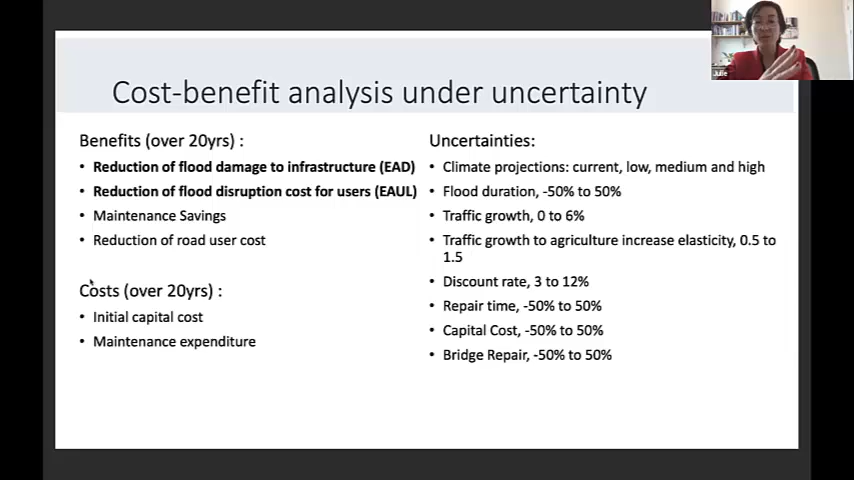 Cost-benefit analysis under uncertainty
Benefits (over 20yrs) :
• Reduction of flood damage to infrastructure (EAD)
• Reduction of flood disruption cost for users (EAUL)
• Maintenance Savings
• Reduction of road user cost
Costs (over 20yrs) :
• Initial capital cost
• Maintenance expenditure
Uncertainties:
• Climate projections: current, low, medium and high
• Flood duration, -50% to 50%
• Traffic growth, 0 to 6%
• Traffic growth to agriculture increase elasticity, 0.5 to
1.5
• Discount rate, 3 to 12%
• Repair time, -50% to 50%
• Capital Cost, -50% to 50%
• Bridge Repair, -50% to 50%
Julie